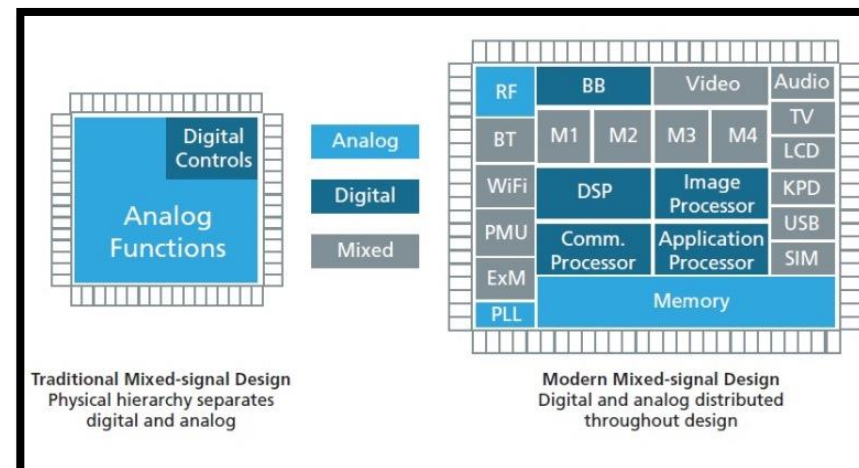 Digital
Controls
Analog
Functions
Traditional Mixed-signal Design
Physical hierarchy separates
digital and analog
Analog
Digital
Mixed
RF
BB
Video
Audio
BT
M1
M2
M3
M4
TV
LCD
WiFi
DSP
Image
Processor
KPD
PMU
Comm.
Processor
Application
Processor
USB
SIM
ExM
PLL
Memory
Modern Mixed-signal Design
Digital and analog distributed
throughout design